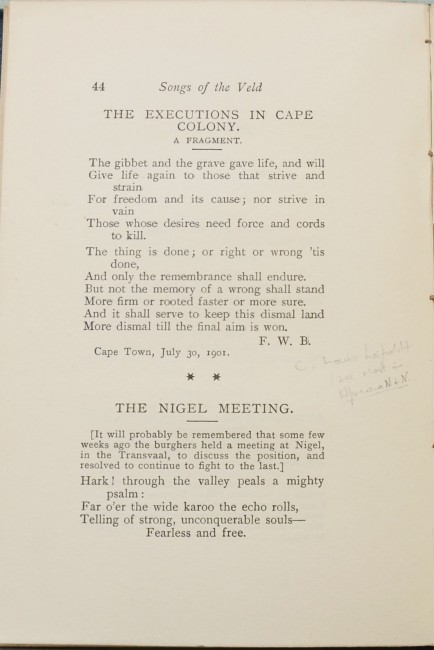 44 Songs of the Veld
THE EXECUTIONS IN CAPE
COLONY.
A FRAGMENT.
The gibbet and the grave gave life, and will
Give life again to those that strive and
strain
For freedom and its cause; nor strive in
vain
Those whose desires need force and cords
to kill.
The thing is done; or right or wrong 'tis
done,
And only the remembrance shall endure.
But not the memory of a wrong shall stand
More firm or rooted faster or more sure.
And it shall serve to keep this dismal land
More dismal till the final aim is won.
F. W. B.
Cape Town, July 30, 1901.
* *
THE NIGEL MEETING.
[It will probably be remembered that some few
weeks ago the burghers held a meeting at Nigel,
in the Transvaal, to discuss the position, and
resolved to continue to fight to the last.]
Hark! through the valley peals a mighty
psalm:
Far o'er the wide karoo the echo rolls,
Telling of strong, unconquerable souls—
Fearless and free.